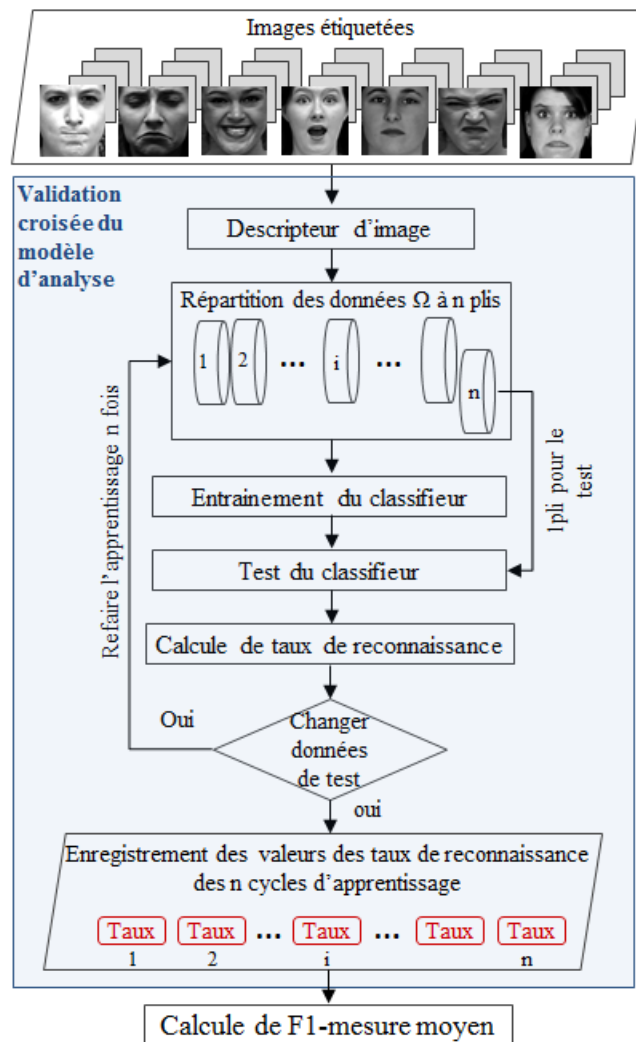 Images étiquetées
Validation
croisée du
modèle
d'analyse
Descripteur d'image
Répartition des données Ω à n plis
1 2 ... i ... n
1pli pour le
test
Refaire l'apprentissage n fois
Entrainement du classifieur
Test du classifieur
Calcule de taux de reconnaissance
Oui
Changer
données
de test
oui
Enregistrement des valeurs des taux de reconnaissance
des n cycles d'apprentissage
Taux Taux ... Taux ... Taux Taux
1 2 i n
Calcule de F1-mesure moyen